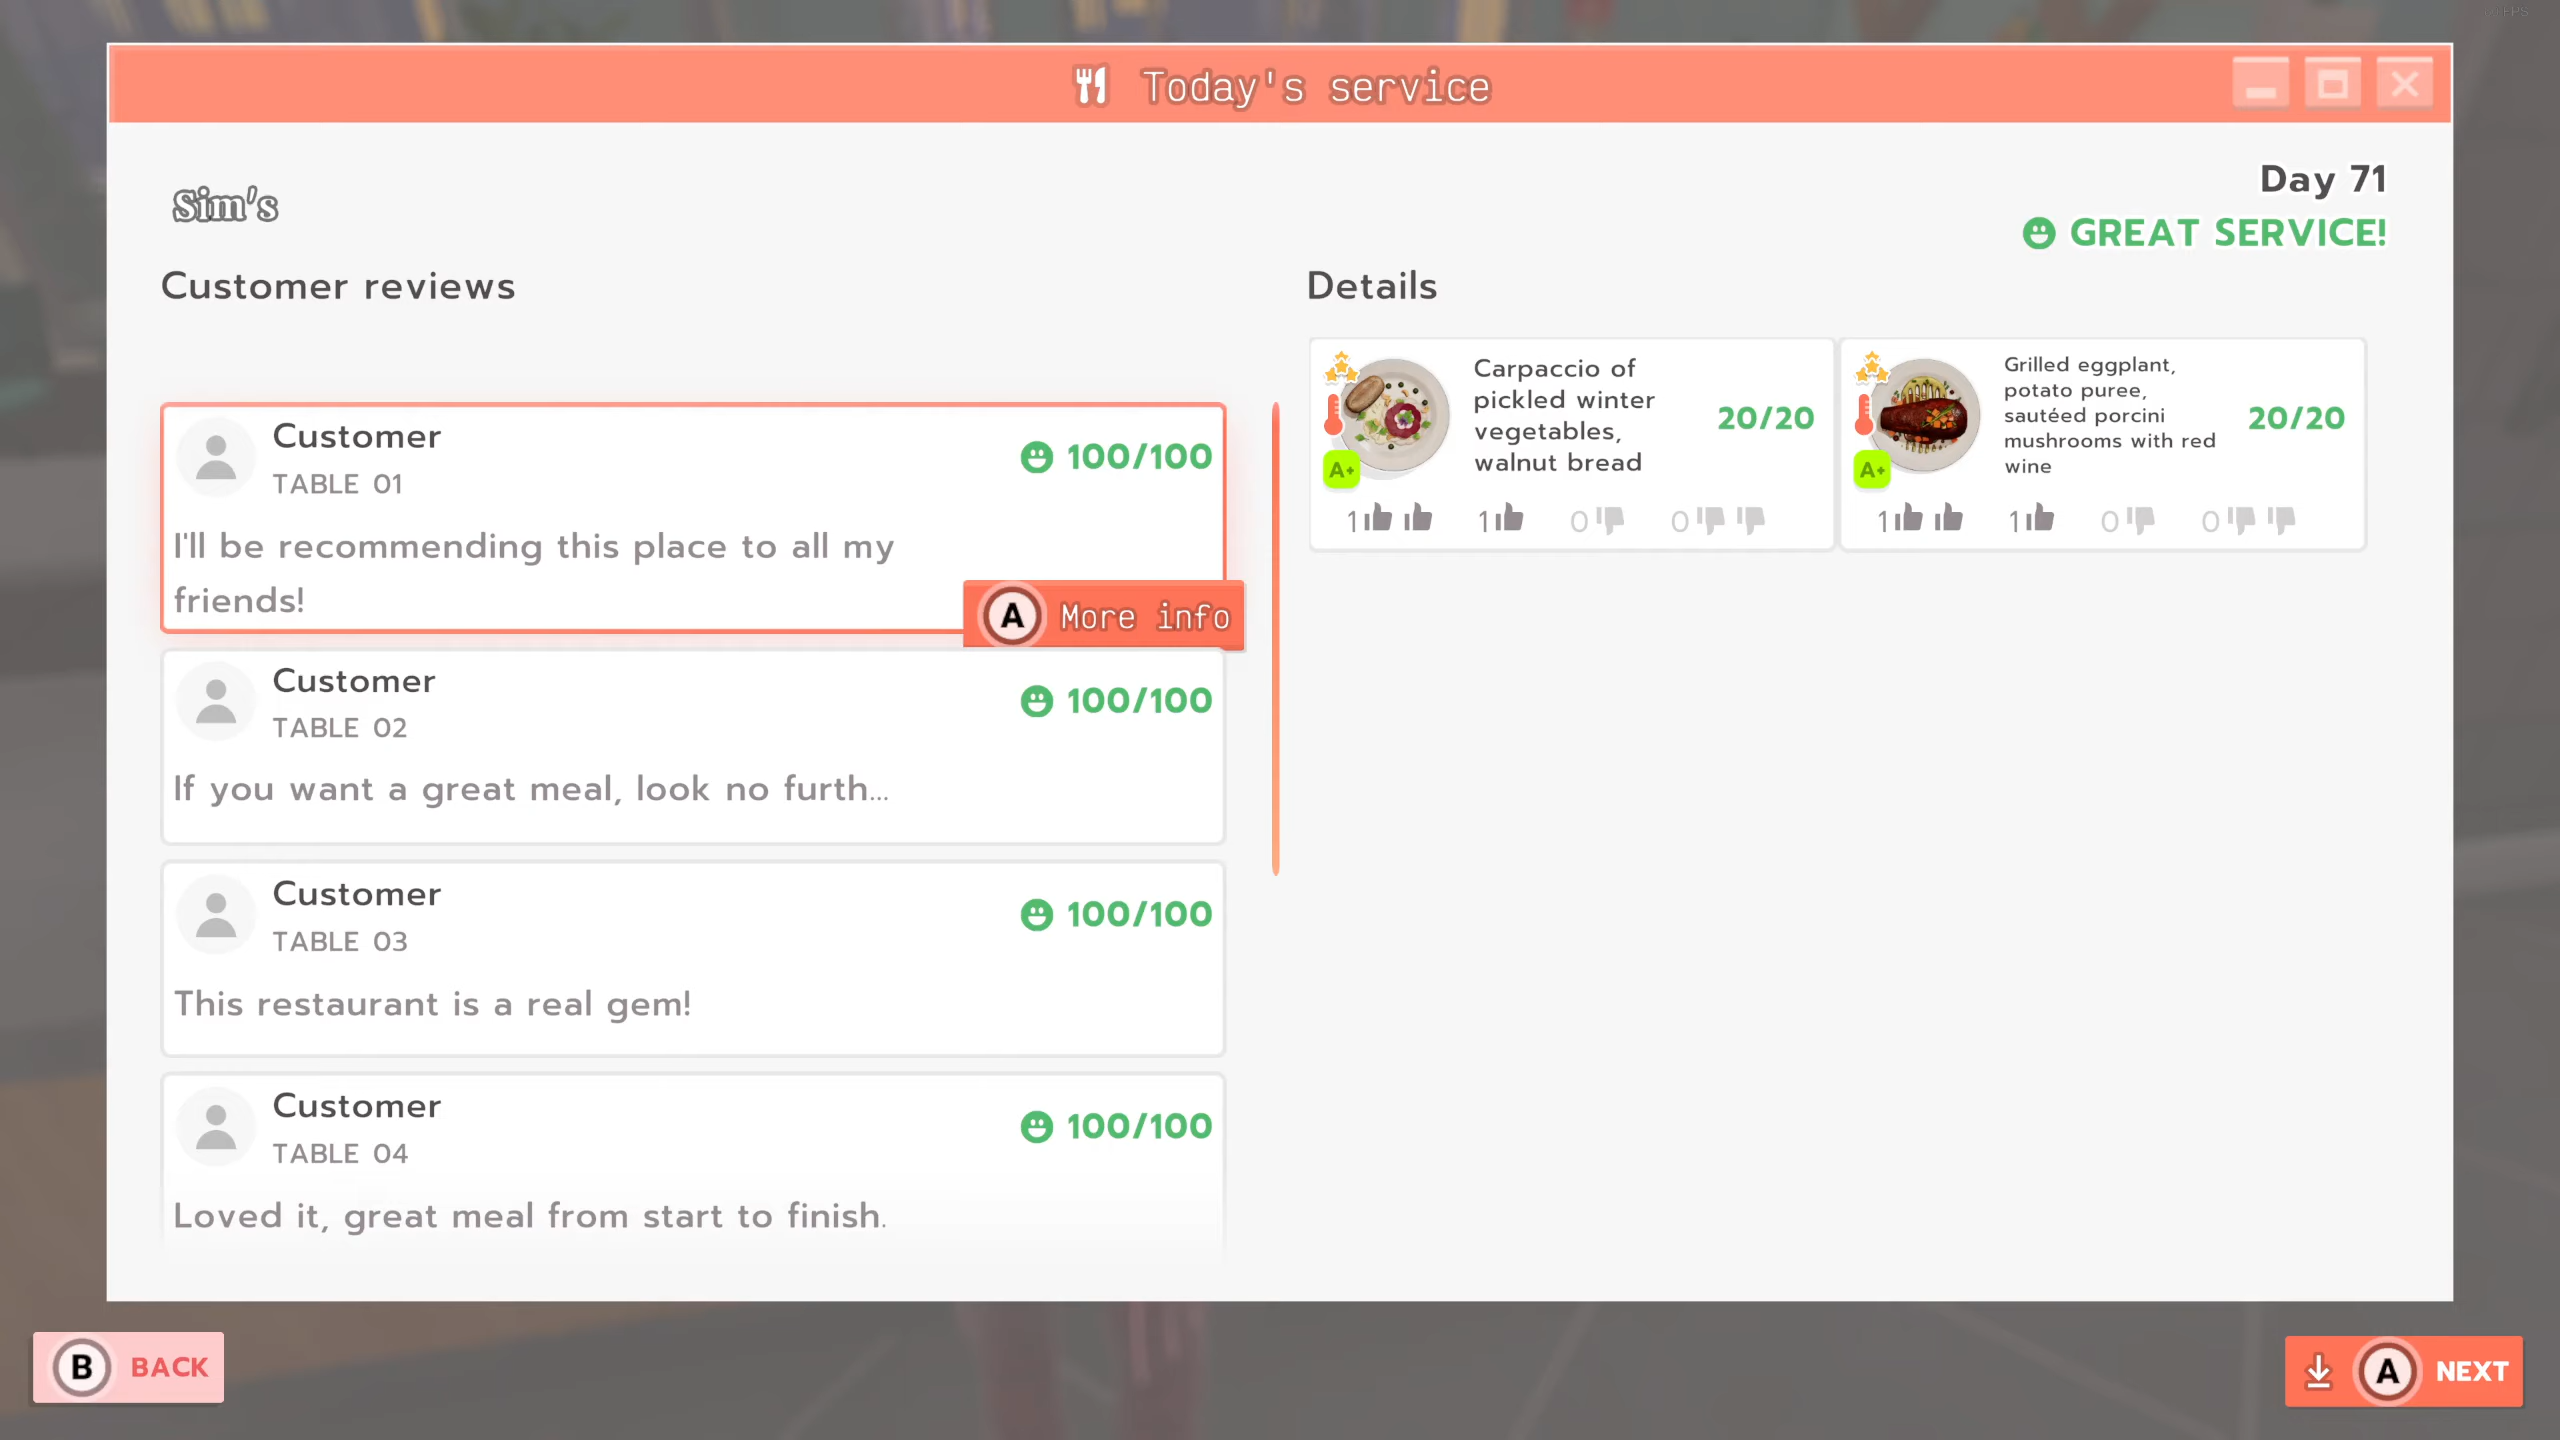 Today's service
Sim's
Day 71
GREAT SERVICE!
Customer reviews
Details
Customer
TABLE 01
100/100
I'll be recommending this place to all my
friends!
A More info
Customer
TABLE 02
100/100
If you want a great meal, look no furth...
Customer
TABLE 03
100/100
This restaurant is a real gem!
Customer
TABLE 04
100/100
Loved it, great meal from start to finish.
Carpaccio of
pickled winter
vegetables,
walnut bread
20/20
A+
1 1 0 0
Grilled eggplant,
potato puree,
sautéed porcini
mushrooms with red
wine
20/20
A+
1 1 0 0
B BACK
A NEXT